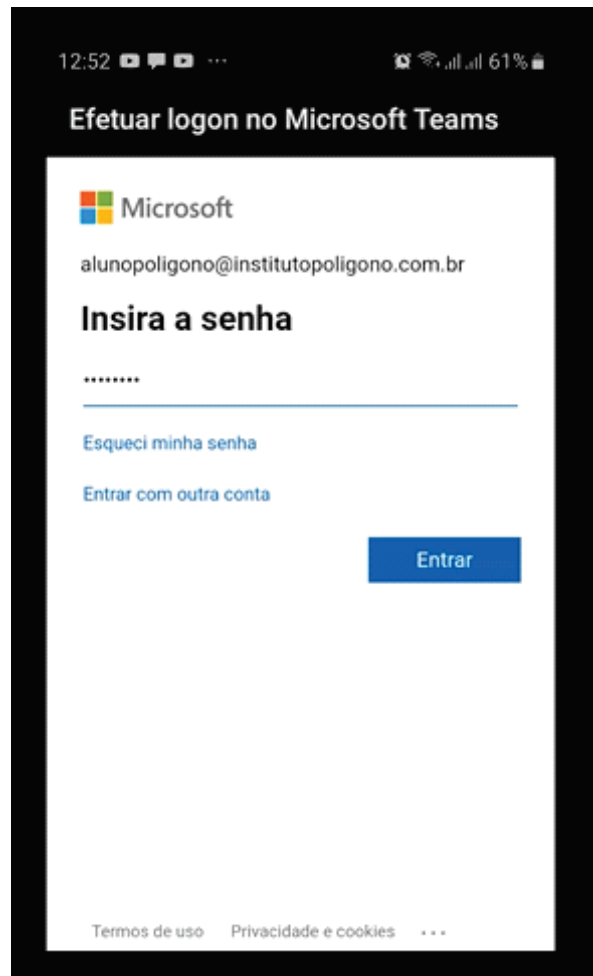 12:52 ... 61%
Efetuar logon no Microsoft Teams
Microsoft
alunopoligono@institutopoligono.com.br
Insira a senha
••••••••
Esqueci minha senha
Entrar com outra conta
Entrar
Termos de uso Privacidade e cookies ...